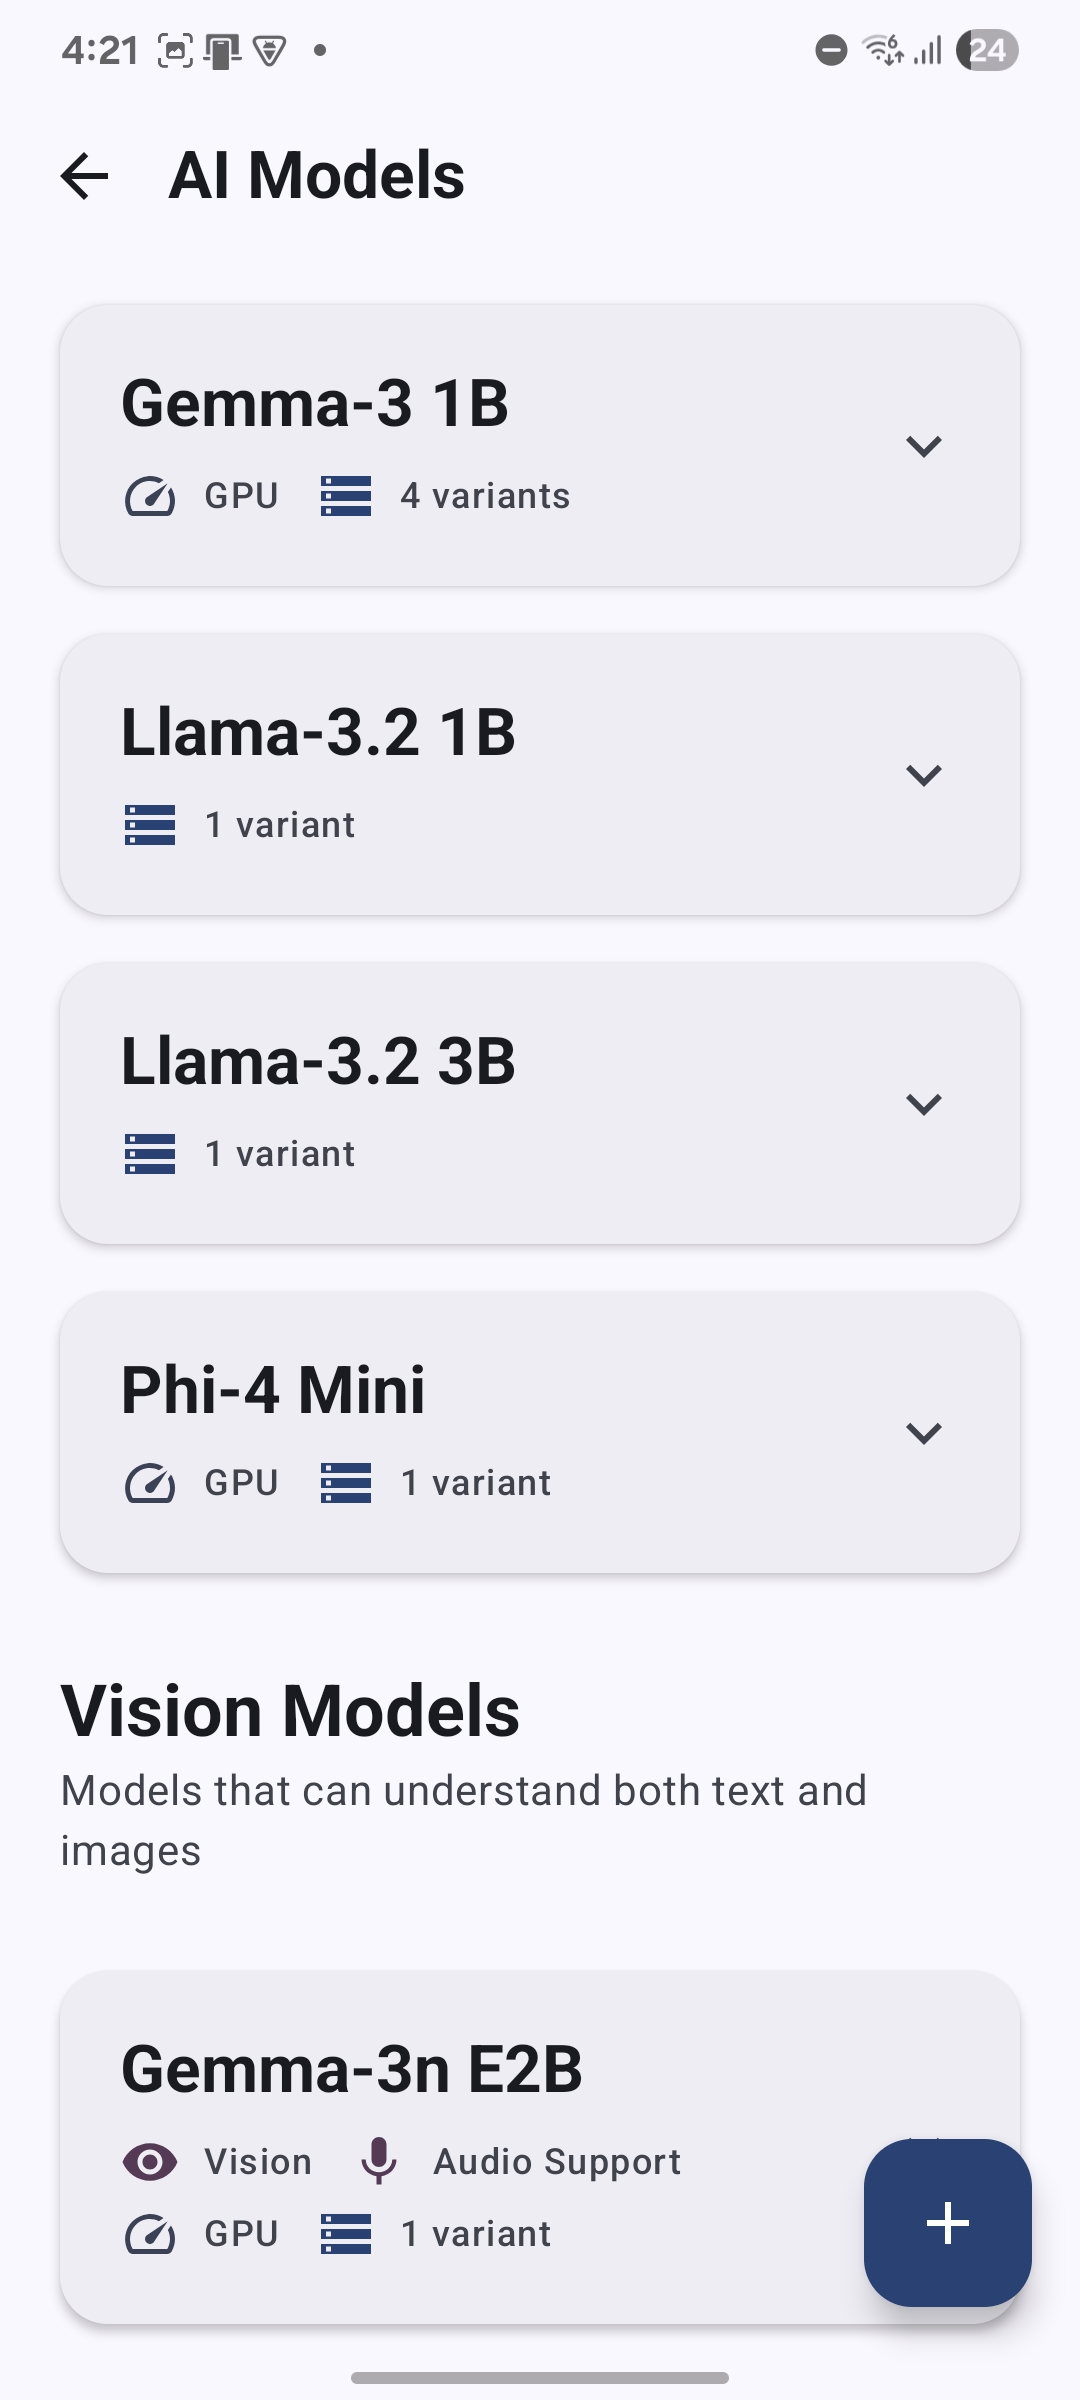 4:21
6
24
AI Models
Gemma-3 1B
GPU 4 variants
Llama-3.2 1B
1 variant
Llama-3.2 3B
1 variant
Phi-4 Mini
GPU 1 variant
Vision Models
Models that can understand both text and
images
Gemma-3n E2B
Vision Audio Support
GPU 1 variant